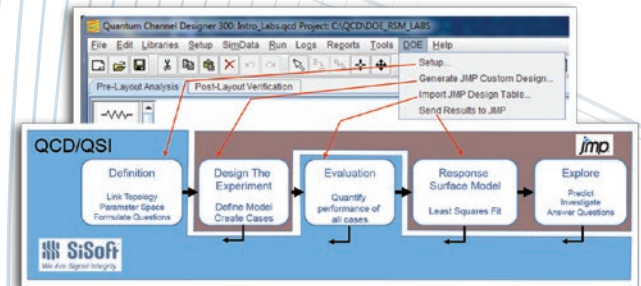 Quantum Channel Designer 300: Intro_Labs.qcd Project: C:\QCD\DOE_RSM_LABS
File Edit Libraries Setup SimData Run Logs Reports Tools DOE Help
Setup...
Generate JMP Custom Design...
Import JMP Design Table...
Send Results to JMP
Pre-Layout Analysis Post-Layout Verification
QCD/QSI
jmp
Definition
Link Topology
Parameter Space
Formulate Questions
Design The
Experiment
Define Model
Create Cases
Evaluation
Quantify
performance of
all cases
Response
Surface Model
Least Squares Fit
Explore
Predict
Investigate
Answer Questions
SiSoft
We Are Signal Integrity